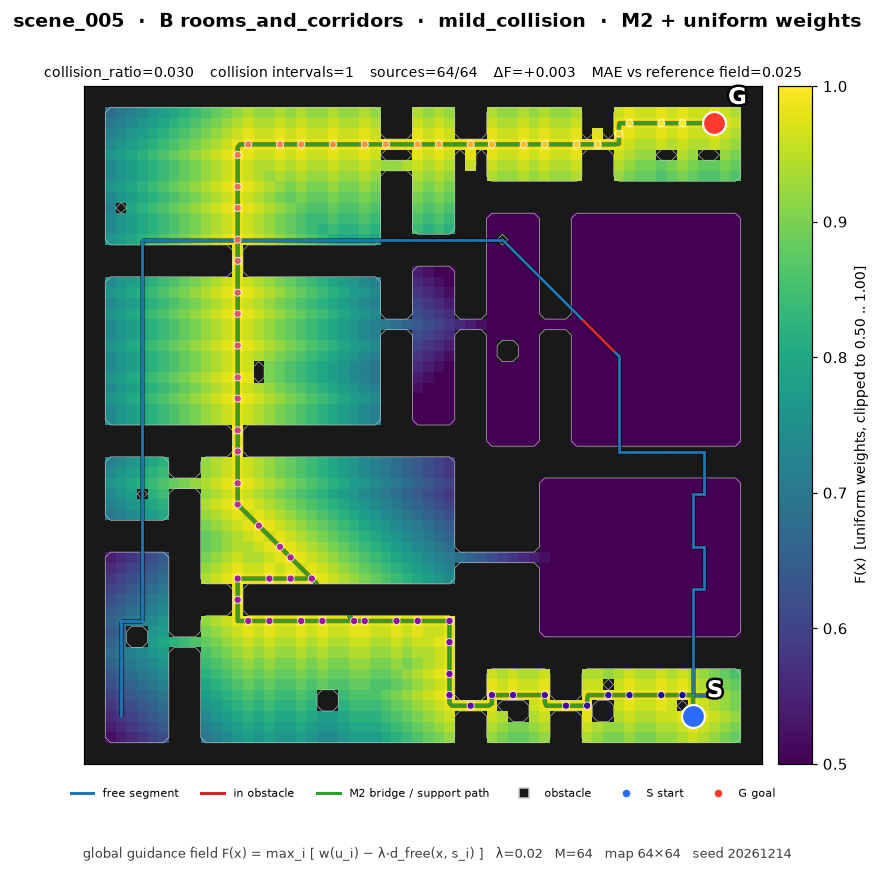 scene_005 · B rooms_and_corridors · mild_collision · M2 + uniform weights
collision_ratio=0.030 collision intervals=1 sources=64/64 ΔF=+0.003 MAE vs reference field=0.025
G
S
1.0
0.9
0.8
0.7
0.6
0.5
F(x) [uniform weights, clipped to 0.50 .. 1.00]
free segment
in obstacle
M2 bridge / support path
obstacle
S start
G goal
global guidance field F(x) = max_i [ w(u_i) − λ·d_free(x, s_i) ] λ=0.02 M=64 map 64×64 seed 20261214